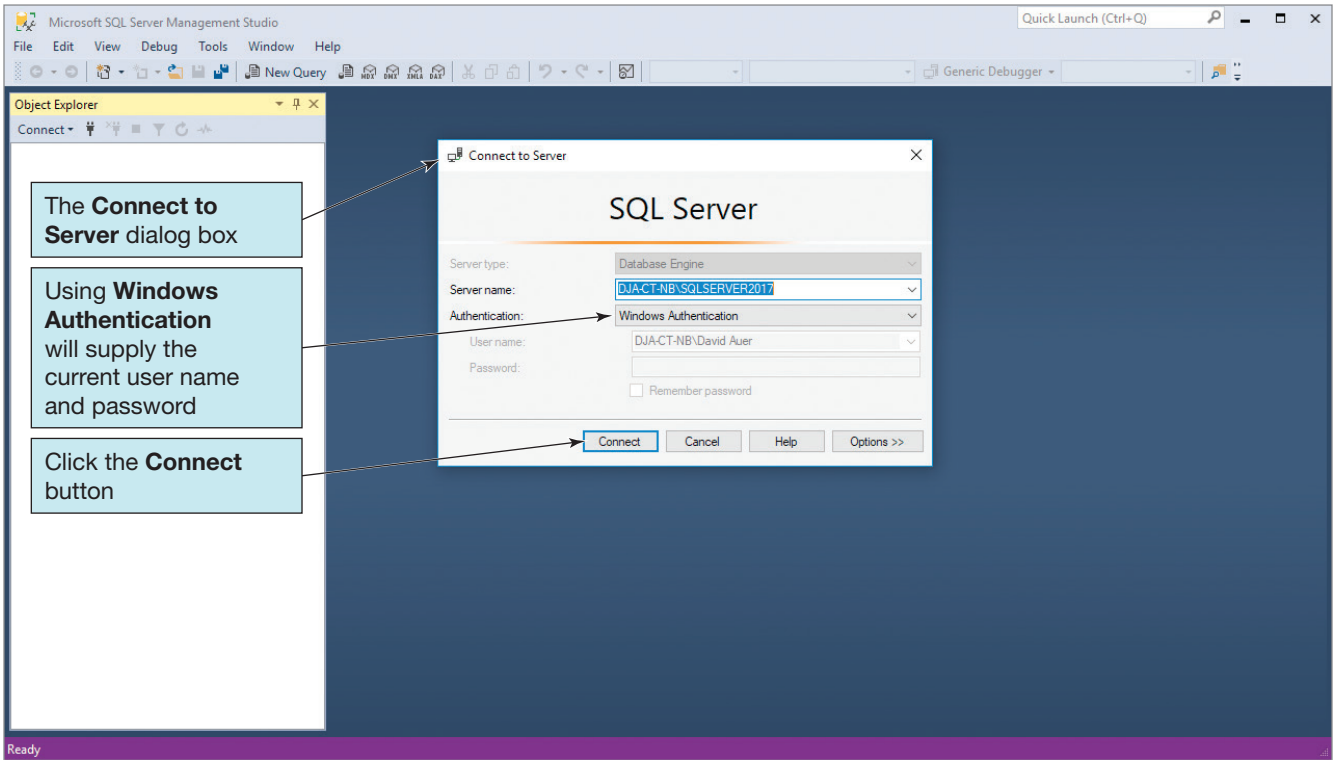 Microsoft SQL Server Management Studio
Quick Launch (Ctrl+Q)
File Edit View Debug Tools Window Help
New Query MDX DMX XMLA DAX Generic Debugger
Object Explorer
Connect
Connect to Server
SQL Server
Server type: Database Engine
Server name: DJA-CT-NB\SQLSERVER2017
Authentication: Windows Authentication
User name: DJA-CT-NB\David Auer
Password:
Remember password
Connect Cancel Help Options >>
The Connect to
Server dialog box
Using Windows
Authentication
will supply the
current user name
and password
Click the Connect
button
Ready